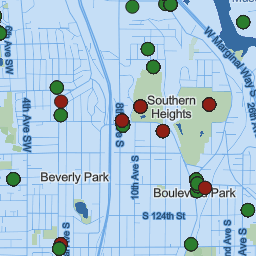 6th Ave SW
4th Ave SW
8th Ave S
W Marginal Way S
Southern
Heights
10th Ave S
Beverly Park
Boulevard Park
S 124th St